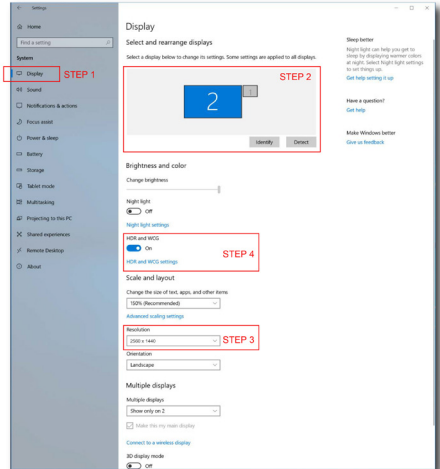 Settings
Home
Find a setting
System
Display
STEP 1
Sound
Notifications & actions
Focus assist
Power & sleep
Battery
Storage
Tablet mode
Multitasking
Projecting to this PC
Shared experiences
Remote Desktop
About
Display
Select and rearrange displays
Select a display below to change its settings. Some settings are applied to all displays.
STEP 2
2
1
Identify
Detect
Brightness and color
Change brightness
Night light
Off
Night light settings
HDR and WCG
On
STEP 4
HDR and WCG settings
Scale and layout
Change the size of text, apps, and other items
150% (Recommended)
Advanced scaling settings
Resolution
2560 x 1440
STEP 3
Orientation
Landscape
Multiple displays
Multiple displays
Show only on 2
Make this my main display
Connect to a wireless display
3D display mode
Off
Sleep better
Night light can help you get to
sleep by displaying warmer colors
at night. Select Night light settings
to set things up.
Get help setting it up
Have a question?
Get help
Make Windows better
Give us feedback